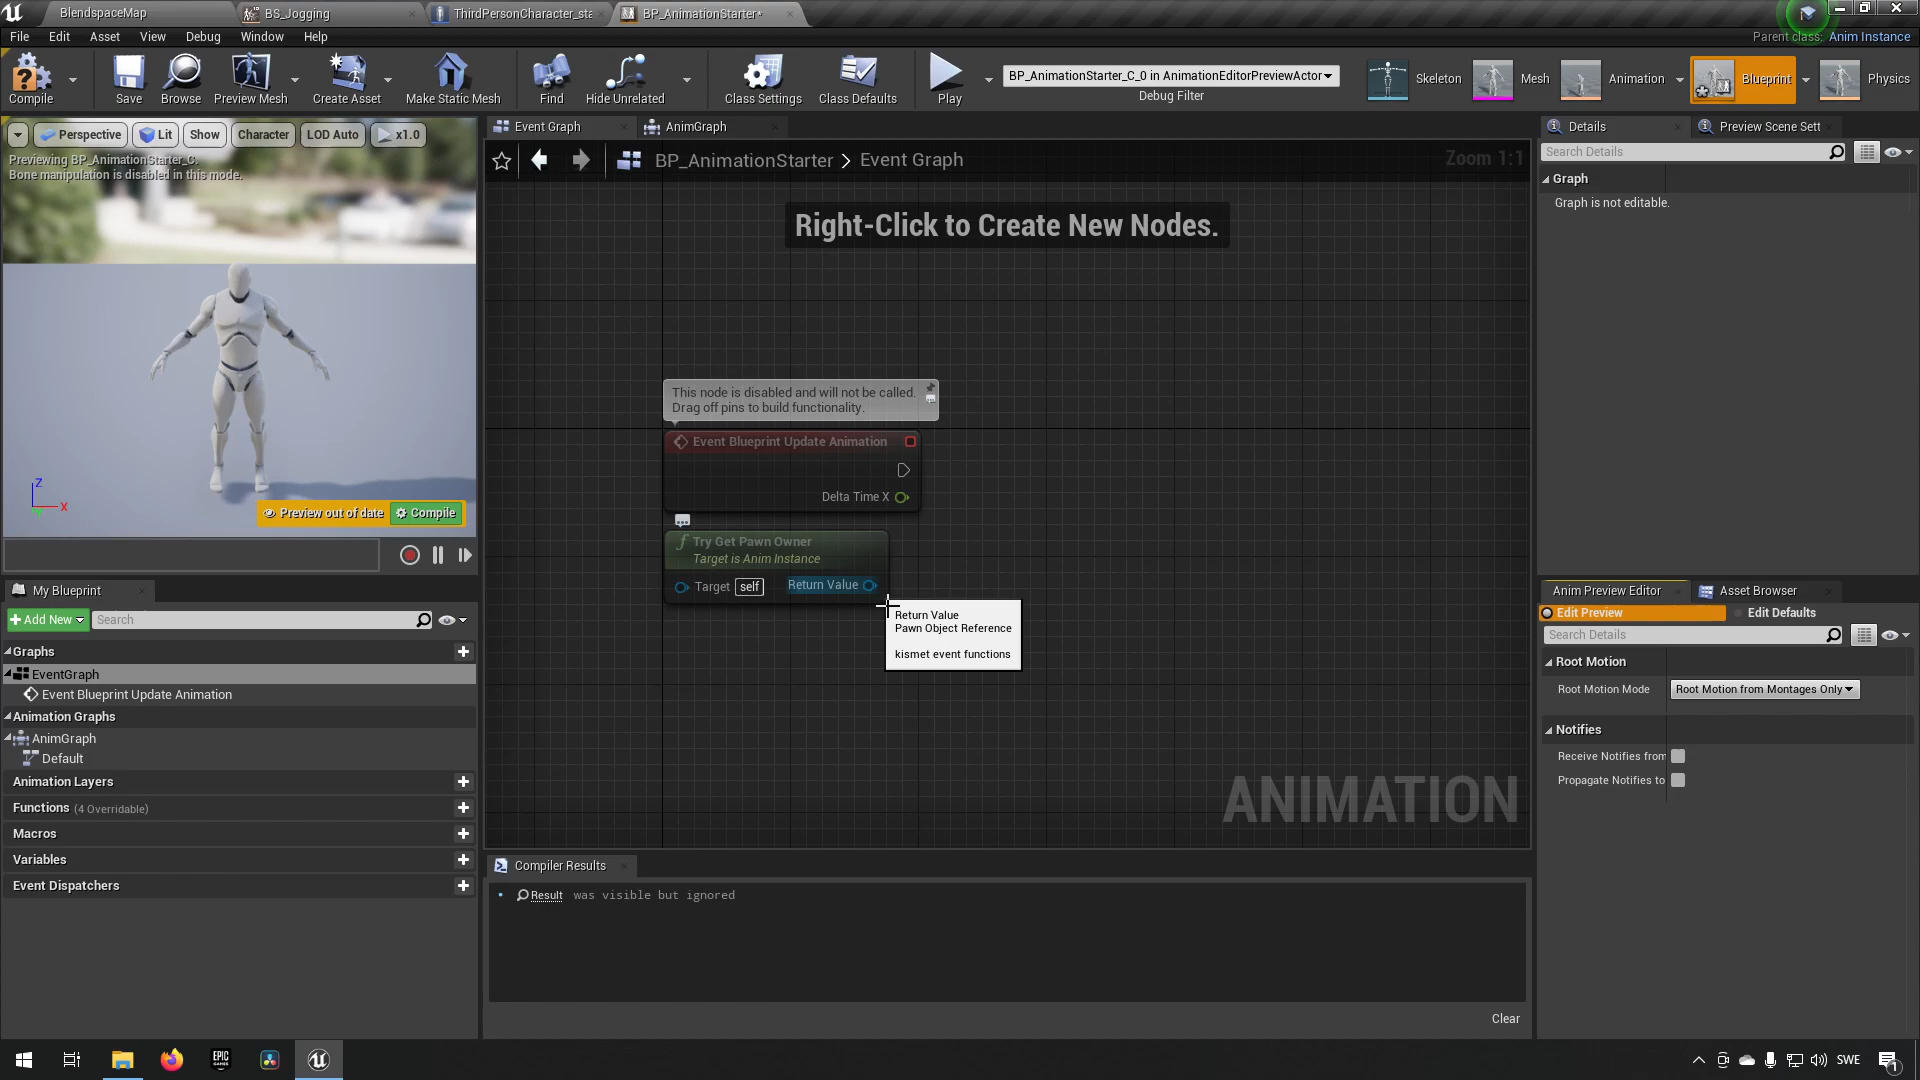 BlendspaceMap
BS_Jogging
ThirdPersonCharacter_sta
BP_AnimationStarter*
File Edit Asset View Debug Window Help
Parent class: Anim Instance
Compile
Save
Browse
Preview Mesh
Create Asset
Make Static Mesh
Find
Hide Unrelated
Class Settings
Class Defaults
Play
BP_AnimationStarter_C_0 in AnimationEditorPreviewActor
Debug Filter
Skeleton
Mesh
Animation
Blueprint
Physics
Perspective
Lit
Show
Character
LOD Auto
x1.0
Previewing BP_AnimationStarter_C.
Bone manipulation is disabled in this mode.
Z
X
Preview out of date
Compile
Event Graph
AnimGraph
BP_AnimationStarter > Event Graph
Zoom 1:1
Right-Click to Create New Nodes.
This node is disabled and will not be called.
Drag off pins to build functionality.
Event Blueprint Update Animation
Delta Time X
f Try Get Pawn Owner
Target is Anim Instance
Target self
Return Value
Return Value
Pawn Object Reference
kismet event functions
ANIMATION
My Blueprint
Add New
Search
Graphs
EventGraph
Event Blueprint Update Animation
Animation Graphs
AnimGraph
Default
Animation Layers
Functions (4 Overridable)
Macros
Variables
Event Dispatchers
Compiler Results
Result was visible but ignored
Clear
Details
Preview Scene Sett
Search Details
Graph
Graph is not editable.
Anim Preview Editor
Asset Browser
Edit Preview
Edit Defaults
Search Details
Root Motion
Root Motion Mode
Root Motion from Montages Only
Notifies
Receive Notifies from
Propagate Notifies to
EPIC
GAMES
SWE
1